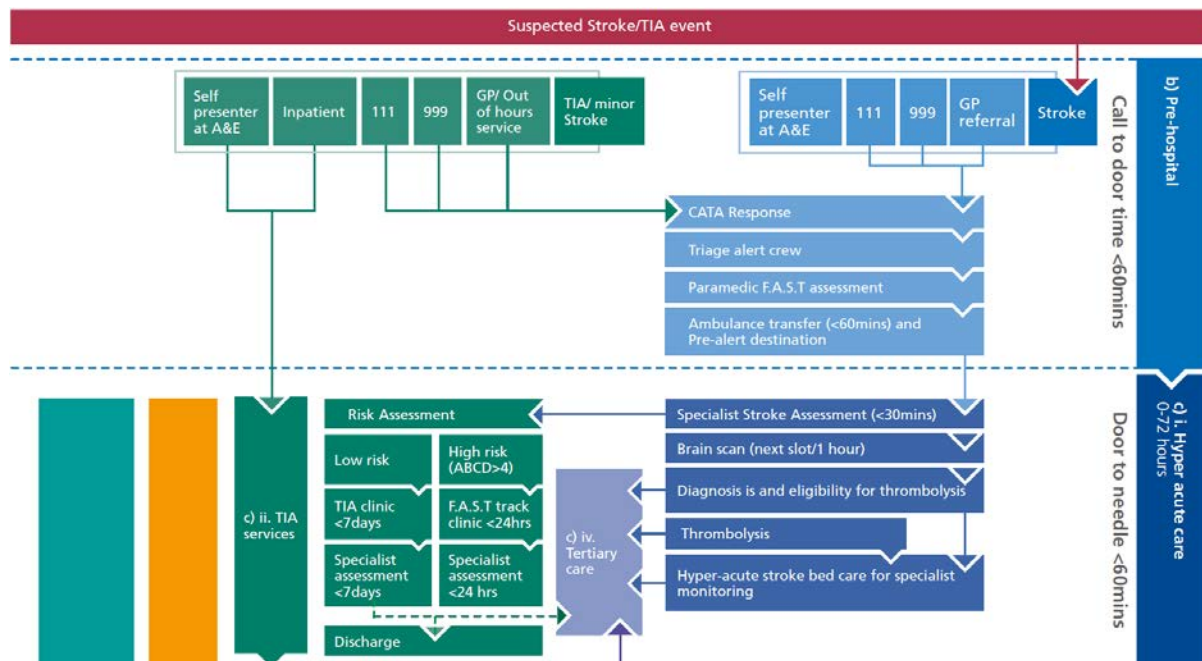 Suspected Stroke/TIA event
Self
presenter
at A&E
Inpatient
111
999
GP/ Out
of hours
service
TIA/ minor
Stroke
Self
presenter
at A&E
111
999
GP
referral
Stroke
Call to door time <60mins
b) Pre-hospital
CATA Response
Triage alert crew
Paramedic F.A.S.T assessment
Ambulance transfer (<60mins) and
Pre-alert destination
c) ii. TIA
services
Risk Assessment
Low risk
High risk
(ABCD>4)
TIA clinic
<7days
F.A.S.T track
clinic <24hrs
Specialist
assessment
<7days
Specialist
assessment
<24 hrs
Discharge
c) iv.
Tertiary
care
Specialist Stroke Assessment (<30mins)
Brain scan (next slot/1 hour)
Diagnosis is and eligibility for thrombolysis
Thrombolysis
Hyper-acute stroke bed care for specialist
monitoring
Door to needle <60mins
c) i. Hyper acute care
0-72 hours